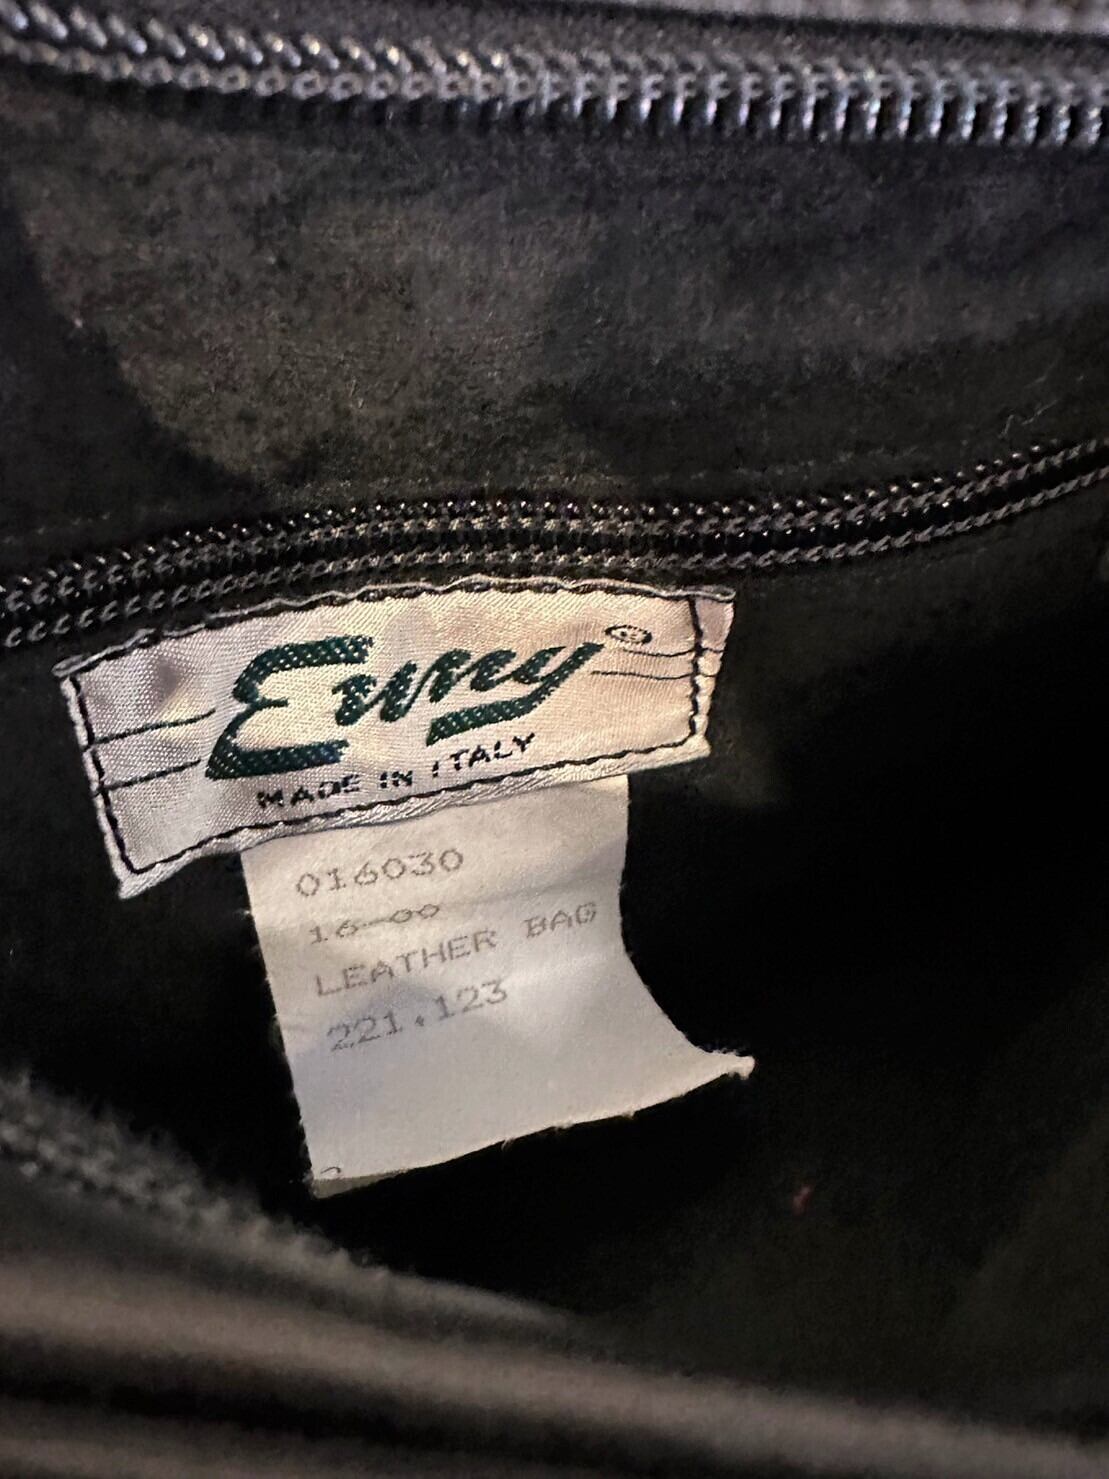 Enny®
MADE IN ITALY
016030
16-00
LEATHER BAG
221.123